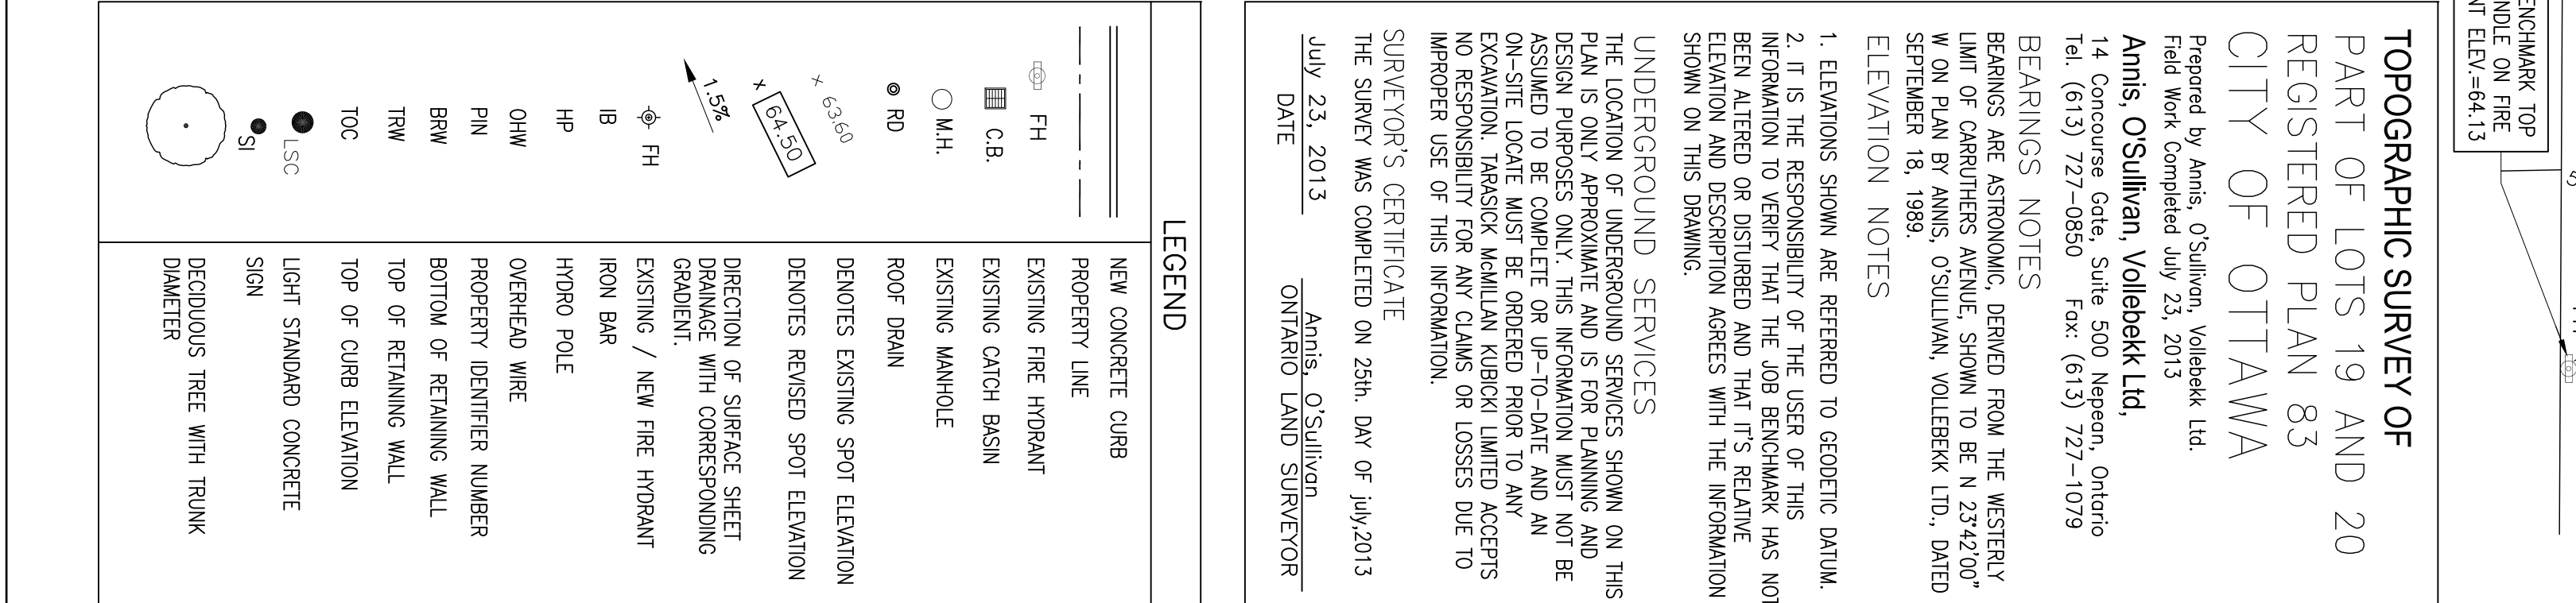 ENCHMARK TOP
NDLE ON FIRE
NT ELEV.=64.13
TOPOGRAPHIC SURVEY OF
PART OF LOTS 19 AND 20
REGISTERED PLAN 83
CITY OF OTTAWA
Prepared by Annis, O'Sullivan, Vollebekk Ltd.
Field Work Completed July 23, 2013
Annis, O'Sullivan, Vollebekk Ltd,
14 Concourse Gate, Suite 500 Nepean, Ontario
Tel. (613) 727-0850 Fax: (613) 727-1079
BEARINGS NOTES
BEARINGS ARE ASTRONOMIC, DERIVED FROM THE WESTERLY
LIMIT OF CARRUTHERS AVENUE, SHOWN TO BE N 23°42'00"
W ON PLAN BY ANNIS, O'SULLIVAN, VOLLEBEKK LTD., DATED
SEPTEMBER 18, 1989.
ELEVATION NOTES
1. ELEVATIONS SHOWN ARE REFERRED TO GEODETIC DATUM.
2. IT IS THE RESPONSIBILITY OF THE USER OF THIS
INFORMATION TO VERIFY THAT THE JOB BENCHMARK HAS NOT
BEEN ALTERED OR DISTURBED AND THAT IT'S RELATIVE
ELEVATION AND DESCRIPTION AGREES WITH THE INFORMATION
SHOWN ON THIS DRAWING.
UNDERGROUND SERVICES
THE LOCATION OF UNDERGROUND SERVICES SHOWN ON THIS
PLAN IS ONLY APPROXIMATE AND IS FOR PLANNING AND
DESIGN PURPOSES ONLY. THIS INFORMATION MUST NOT BE
ASSUMED TO BE COMPLETE OR UP-TO-DATE AND AN
ON-SITE LOCATE MUST BE ORDERED PRIOR TO ANY
EXCAVATION. TARASICK McMILLAN KUBICKI LIMITED ACCEPTS
NO RESPONSIBILITY FOR ANY CLAIMS OR LOSSES DUE TO
IMPROPER USE OF THIS INFORMATION.
SURVEYOR'S CERTIFICATE
THE SURVEY WAS COMPLETED ON 25th. DAY OF july,2013
July 23, 2013 Annis, O'Sullivan
DATE ONTARIO LAND SURVEYOR
LEGEND
NEW CONCRETE CURB
PROPERTY LINE
FH EXISTING FIRE HYDRANT
C.B. EXISTING CATCH BASIN
M.H. EXISTING MANHOLE
RD ROOF DRAIN
x 63.60 DENOTES EXISTING SPOT ELEVATION
x 64.50 DENOTES REVISED SPOT ELEVATION
1.5% DIRECTION OF SURFACE SHEET
DRAINAGE WITH CORRESPONDING
GRADIENT.
FH EXISTING / NEW FIRE HYDRANT
IB IRON BAR
HP HYDRO POLE
OHW OVERHEAD WIRE
PIN PROPERTY IDENTIFIER NUMBER
BRW BOTTOM OF RETAINING WALL
TRW TOP OF RETAINING WALL
TOC TOP OF CURB ELEVATION
LSC LIGHT STANDARD CONCRETE
SI SIGN
DECIDUOUS TREE WITH TRUNK
DIAMETER